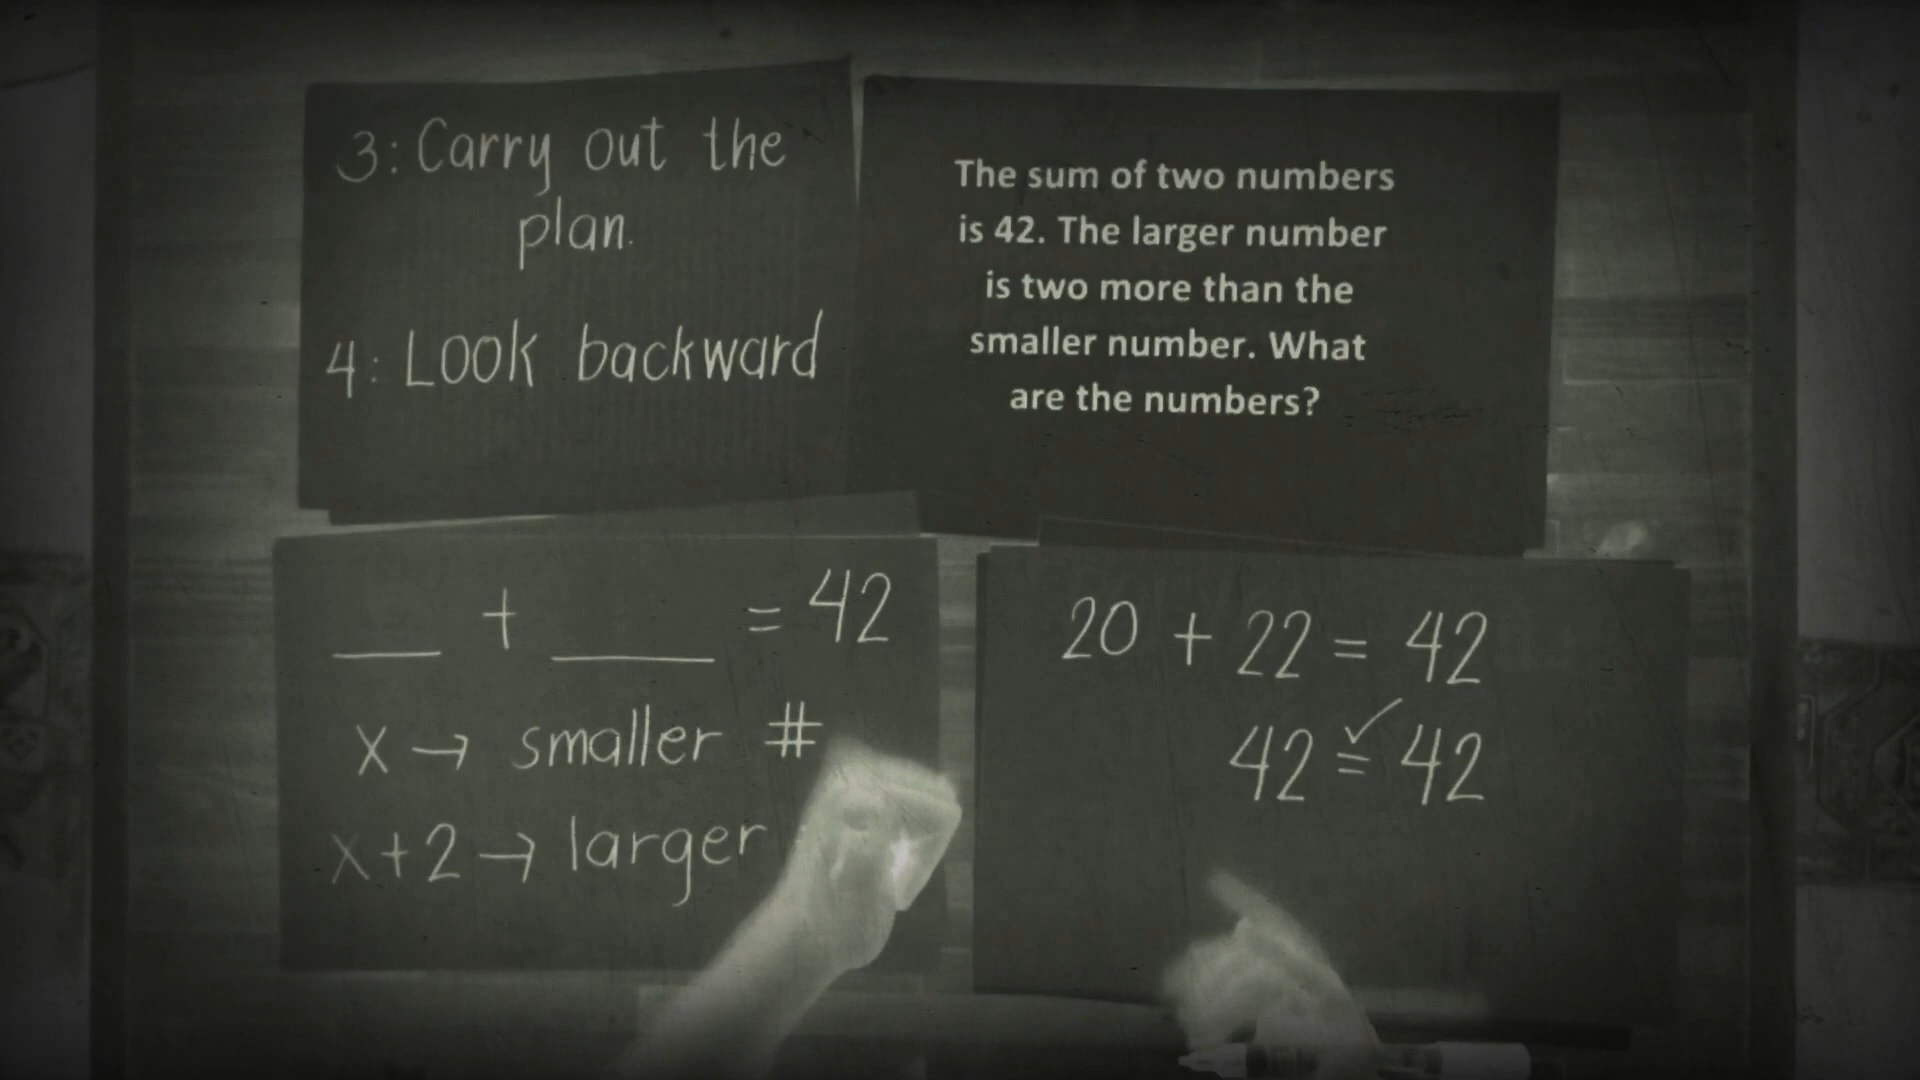 3: Carry out the
plan.
4: Look backward
The sum of two numbers
is 42. The larger number
is two more than the
smaller number. What
are the numbers?
__ + ___ = 42
x → smaller #
x+2 → larger
20 + 22 = 42
42 = 42